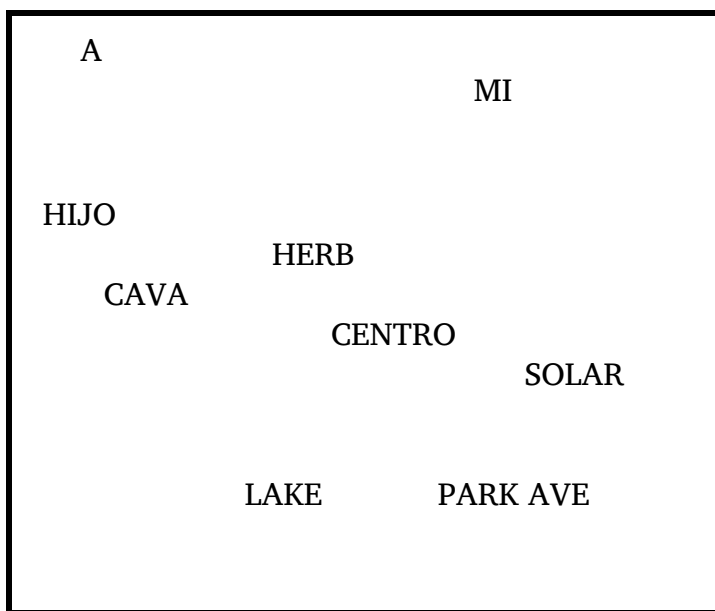 A
MI
HIJO
HERB
CAVA
CENTRO
SOLAR
LAKE PARK AVE